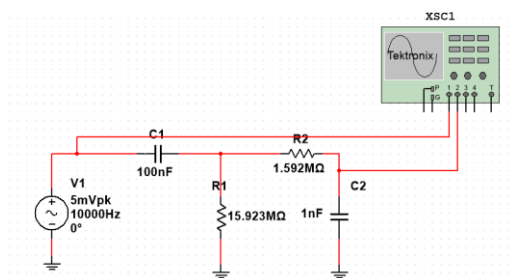 XSC1
Tektronix
P
G
1 2 3 4 T
C1
100nF
R2
1.592MΩ
V1
5mVpk
10000Hz
0°
R1
15.923MΩ
C2
1nF